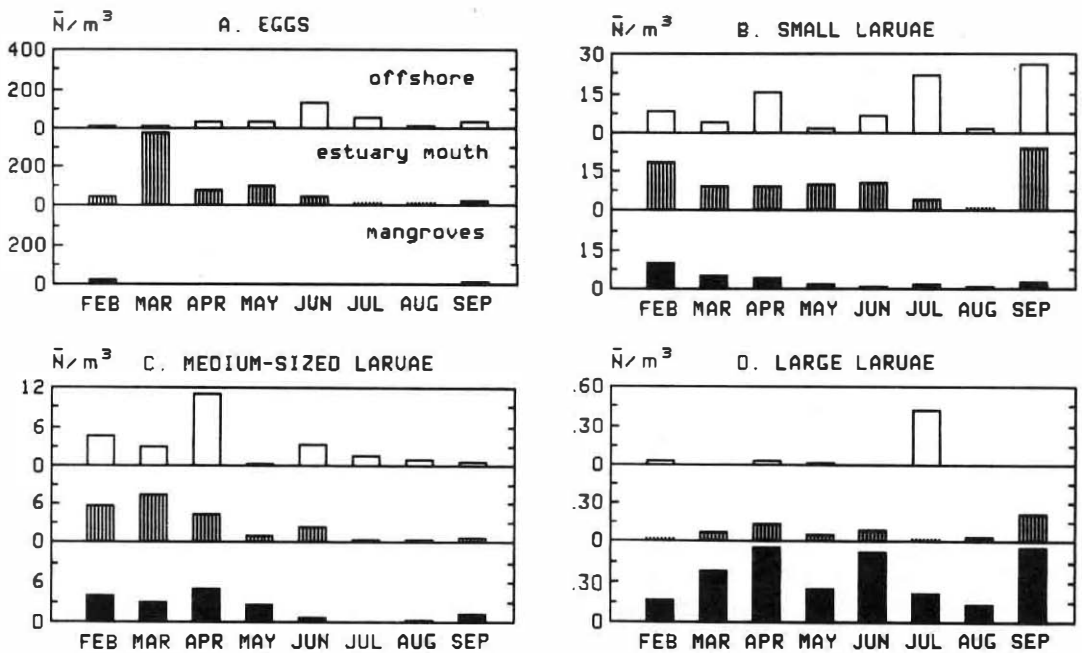 N̄/m³ A. EGGS
400
offshore
200
0
estuary mouth
200
0
mangroves
200
0
FEB MAR APR MAY JUN JUL AUG SEP
N̄/m³ B. SMALL LARVAE
30
15
0
15
0
15
0
FEB MAR APR MAY JUN JUL AUG SEP
N̄/m³ C. MEDIUM-SIZED LARVAE
12
6
0
6
0
6
0
FEB MAR APR MAY JUN JUL AUG SEP
N̄/m³ D. LARGE LARVAE
.60
.30
0
.30
0
.30
0
FEB MAR APR MAY JUN JUL AUG SEP